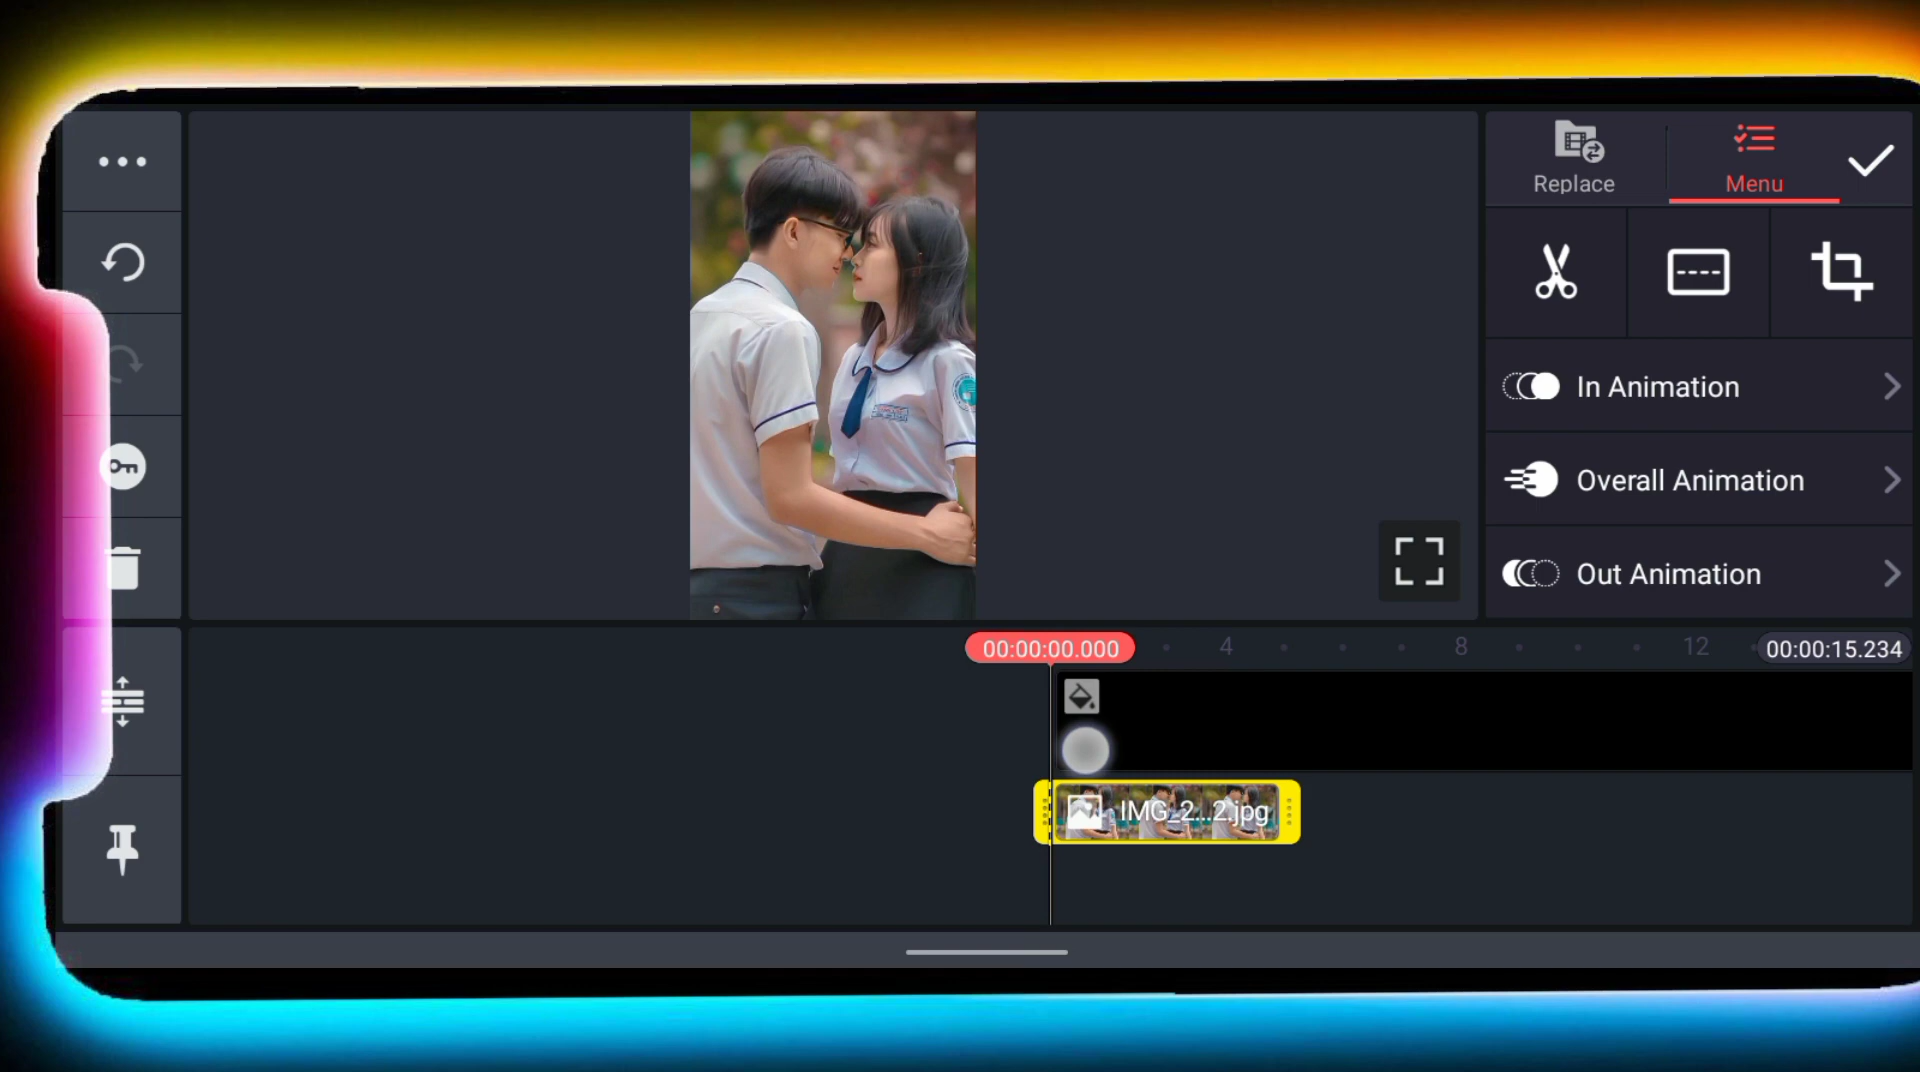 Replace
Menu
In Animation
Overall Animation
Out Animation
00:00:00.000
4
8
12
00:00:15.234
IMG_2...2.jpg